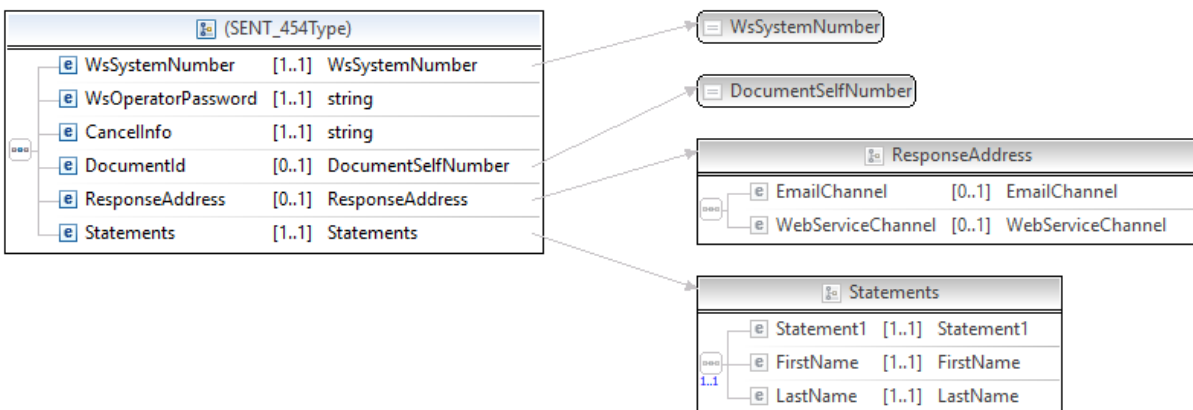 (SENT_454Type)
e WsSystemNumber [1..1] WsSystemNumber
e WsOperatorPassword [1..1] string
e CancelInfo [1..1] string
e DocumentId [0..1] DocumentSelfNumber
e ResponseAddress [0..1] ResponseAddress
e Statements [1..1] Statements
WsSystemNumber
DocumentSelfNumber
ResponseAddress
e EmailChannel [0..1] EmailChannel
e WebServiceChannel [0..1] WebServiceChannel
Statements
e Statement1 [1..1] Statement1
e FirstName [1..1] FirstName
1..1
e LastName [1..1] LastName